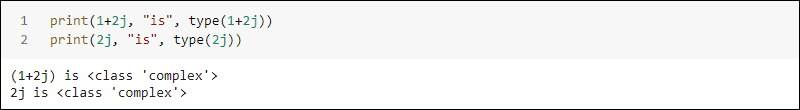 1 print(1+2j, "is", type(1+2j))
2 print(2j, "is", type(2j))
(1+2j) is <class 'complex'>
2j is <class 'complex'>